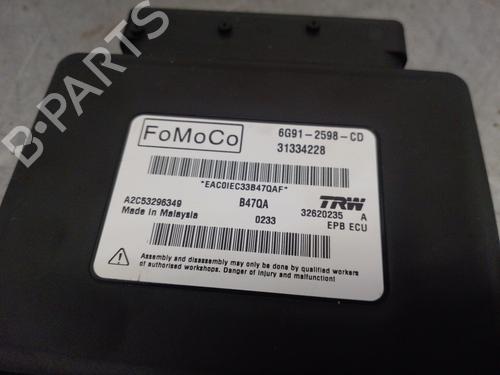 FoMoCo
6G91-2598-CD
31334228
*EAC0IEC33B47QAF*
A2C53296349
Made in Malaysia
B47QA
0233
TRW
32620235 A
EPB ECU
Assembly and disassembly may only be done by qualified workers
of authorised workshops. Danger of injury and malfunction!
B-PARTS